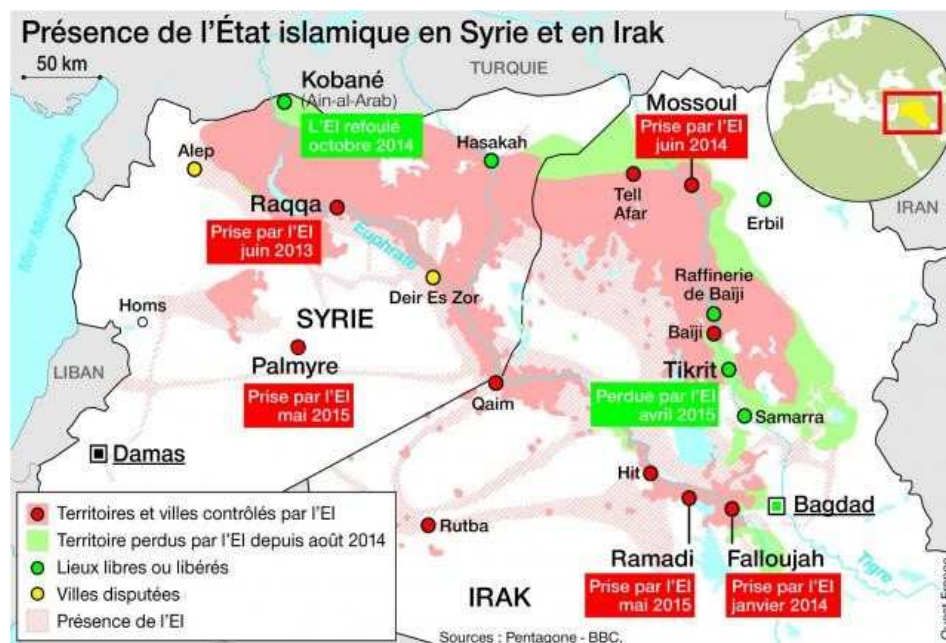 Présence de l'État islamique en Syrie et en Irak
50 km
TURQUIE
Kobané
(Ain-al-Arab)
L'EI refoulé
octobre 2014
Mossoul
Prise par l'EI
juin 2014
Alep
Hasakah
Tell
Afar
Erbil
IRAN
Mer Méditerranée
Raqqa
Prise par l'EI
juin 2013
Euphrate
Raffinerie
de Baïji
Deir Es Zor
Homs
SYRIE
Baïji
Palmyre
Prise par l'EI
mai 2015
LIBAN
Tikrit
Perdue par l'EI
avril 2015
Qaim
Samarra
Damas
Hit
Bagdad
Territoires et villes contrôlés par l'EI
Territoire perdus par l'EI depuis août 2014
Lieux libres ou libérés
Villes disputées
Présence de l'EI
Rutba
Ramadi
Prise par l'EI
mai 2015
Falloujah
Prise par l'EI
janvier 2014
Tigre
IRAK
Sources : Pentagone - BBC.
Ouest-France